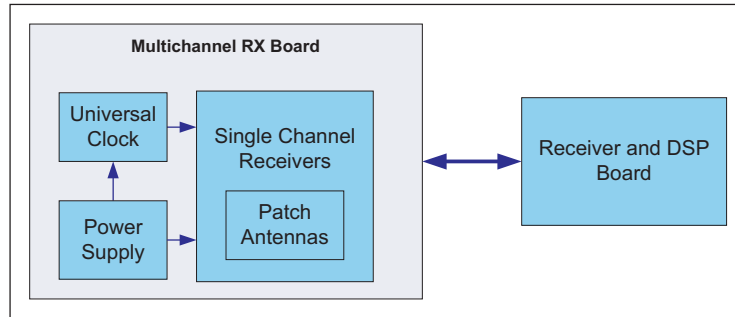 Multichannel RX Board
Universal
Clock
Single Channel
Receivers
Patch
Antennas
Power
Supply
Receiver and DSP
Board